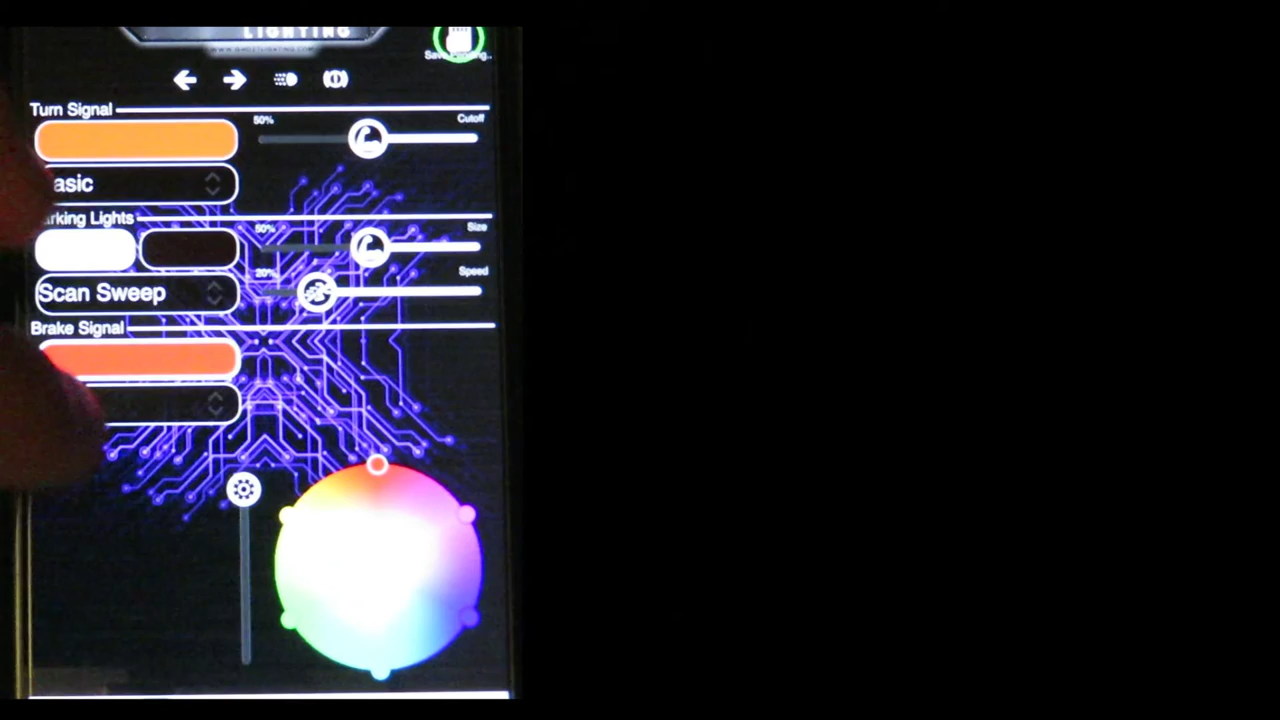 LIGHTING
Turn Signal
50%
Cutoff
asic
arking Lights
50%
Size
20%
Speed
Scan Sweep
Brake Signal